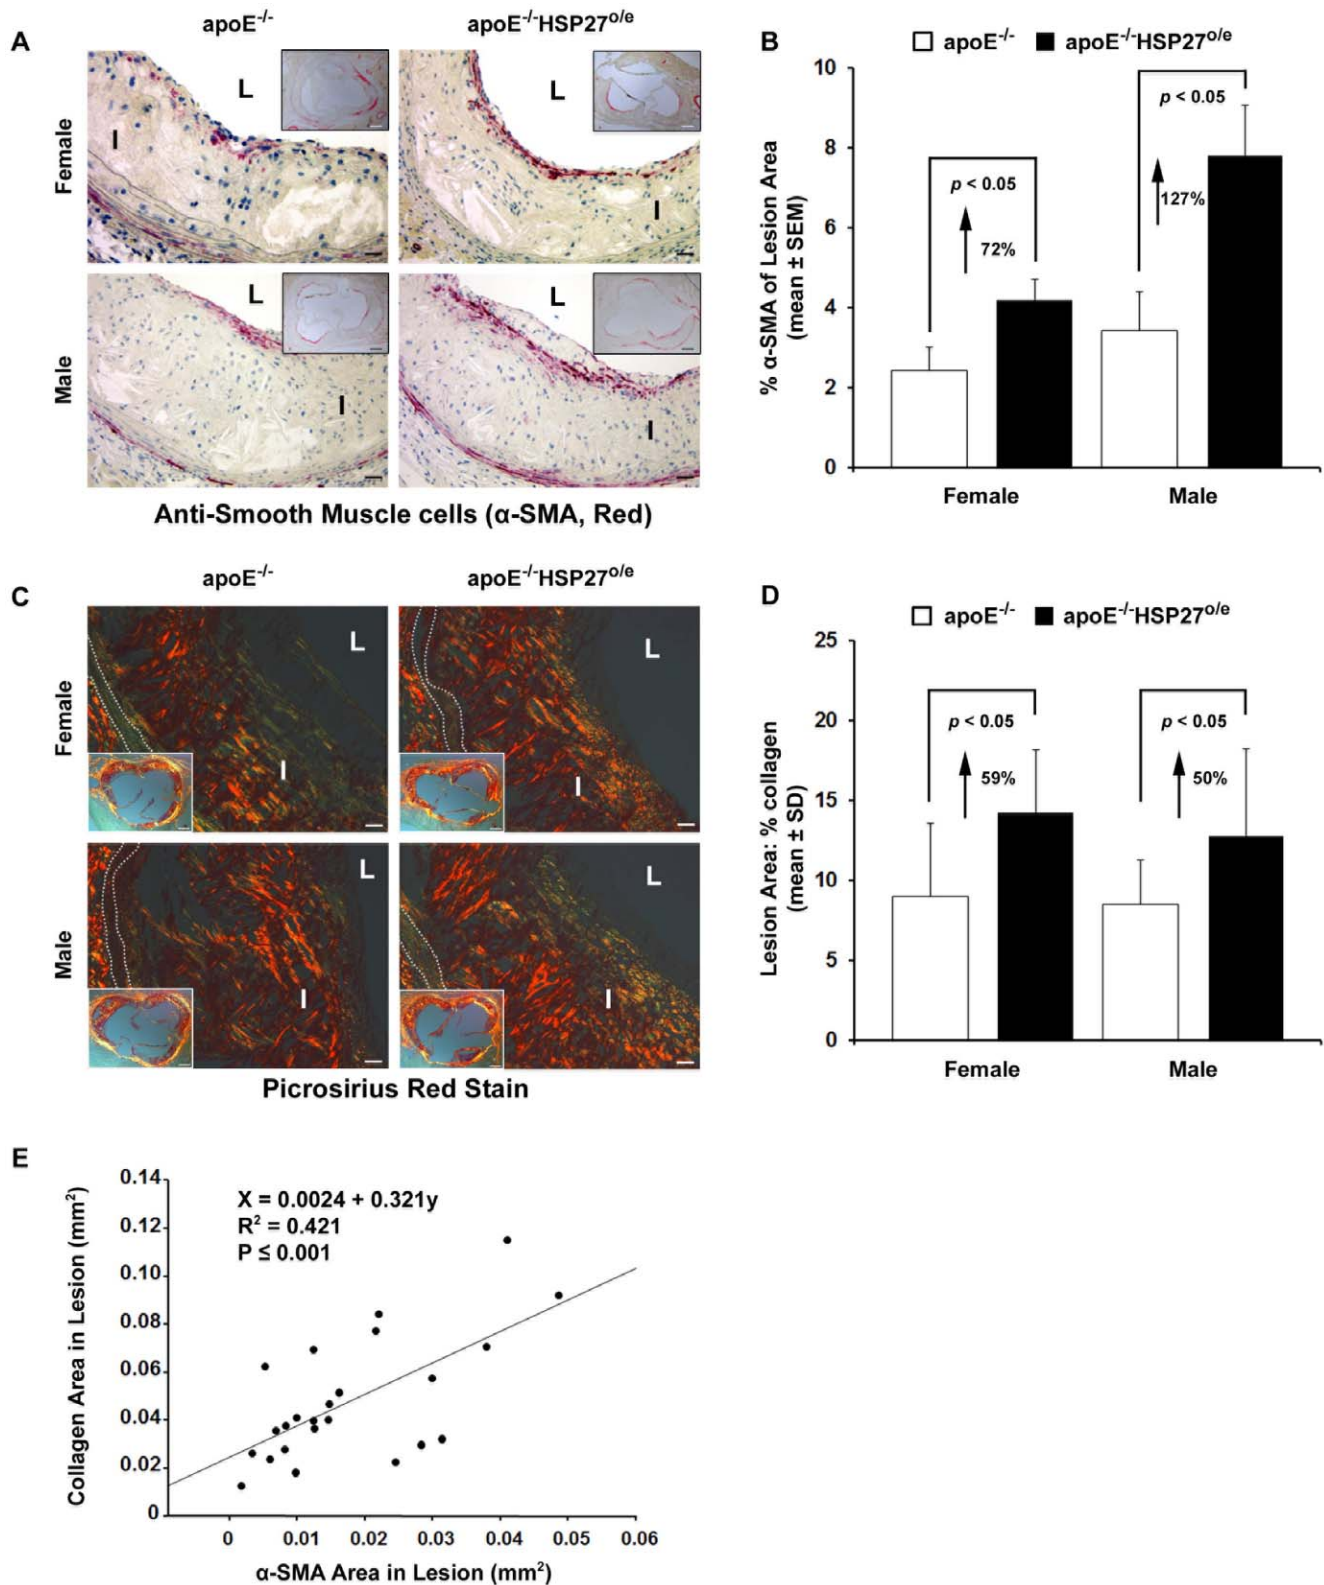 A
apoE-/-
apoE-/-HSP27o/e
Female
L
I
L
I
Male
L
I
L
I
Anti-Smooth Muscle cells (α-SMA, Red)
B
apoE-/-
apoE-/-HSP27o/e
% α-SMA of Lesion Area
(mean ± SEM)
10
8
6
4
2
0
p < 0.05
72%
p < 0.05
127%
Female
Male
C
apoE-/-
apoE-/-HSP27o/e
Female
L
I
L
I
Male
L
I
L
I
Picrosirius Red Stain
D
apoE-/-
apoE-/-HSP27o/e
Lesion Area: % collagen
(mean ± SD)
25
20
15
10
5
0
p < 0.05
59%
p < 0.05
50%
Female
Male
E
Collagen Area in Lesion (mm2)
0.14
0.12
0.10
0.08
0.06
0.04
0.02
0
X = 0.0024 + 0.321y
R2 = 0.421
P ≤ 0.001
0 0.01 0.02 0.03 0.04 0.05 0.06
α-SMA Area in Lesion (mm2)